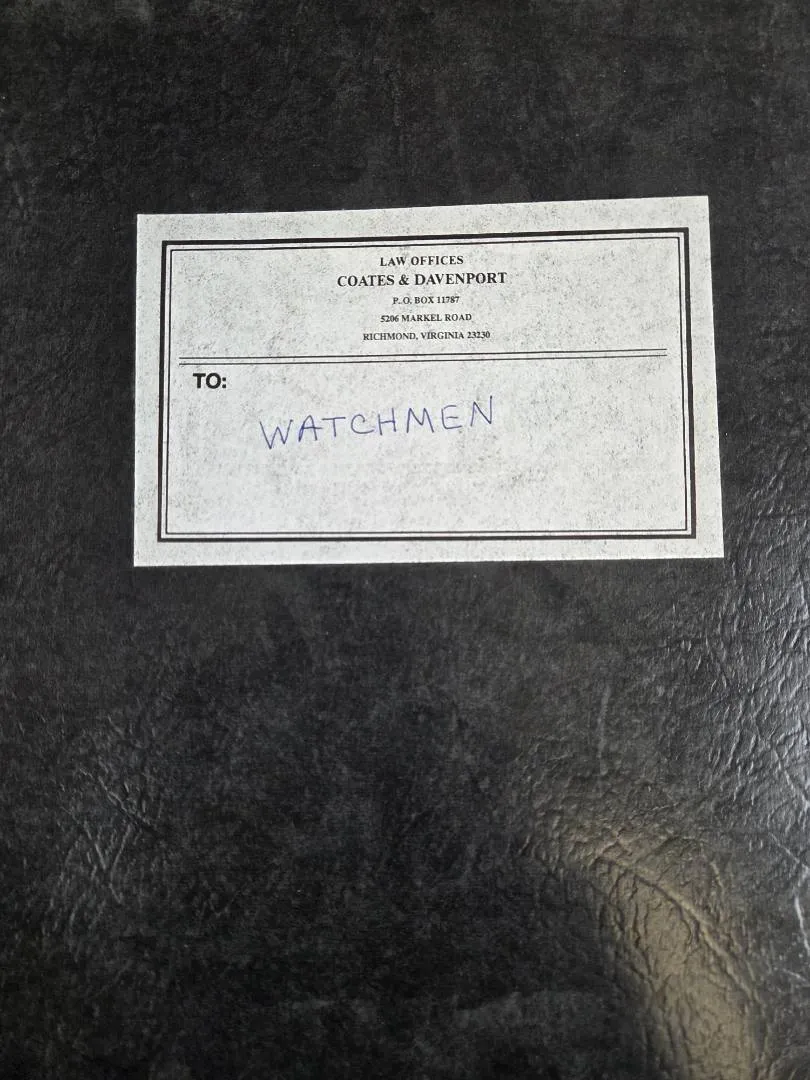 LAW OFFICES
COATES & DAVENPORT
P. O. BOX 11787
5206 MARKEL ROAD
RICHMOND, VIRGINIA 23230
TO:
WATCHMEN